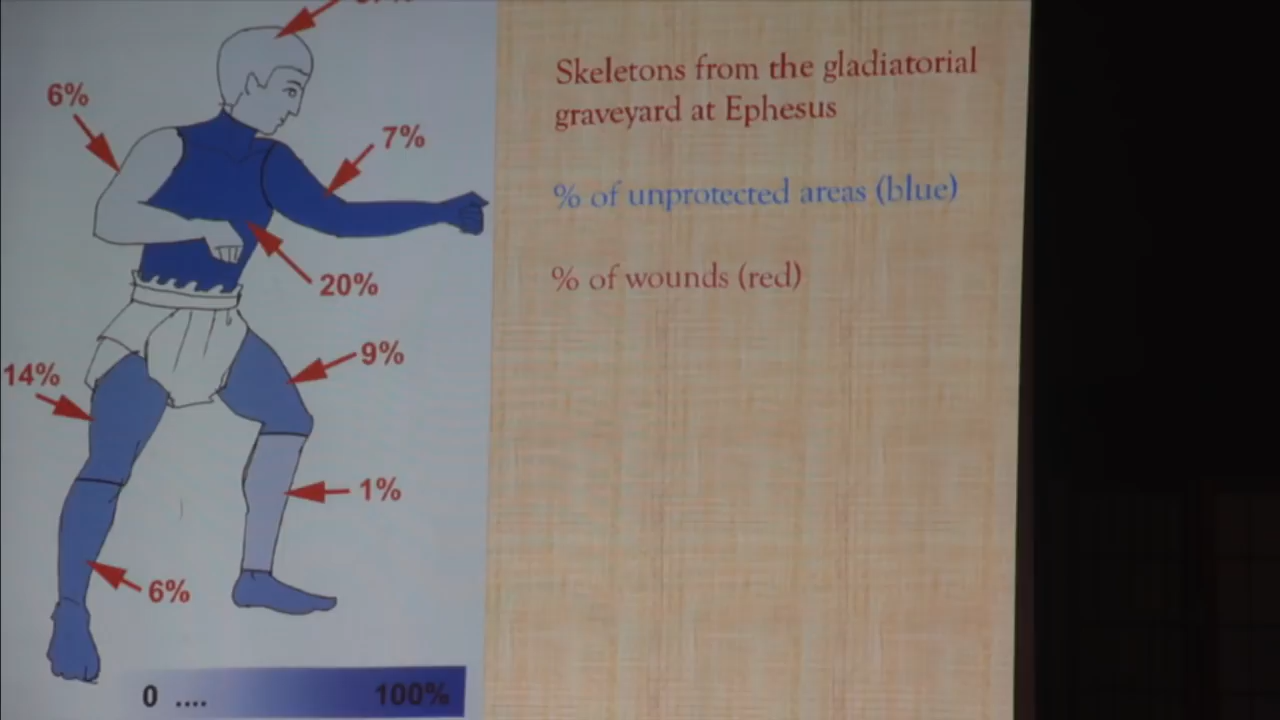 6%
7%
20%
9%
14%
1%
6%
0 .... 100%
Skeletons from the gladiatorial
graveyard at Ephesus
% of unprotected areas (blue)
% of wounds (red)